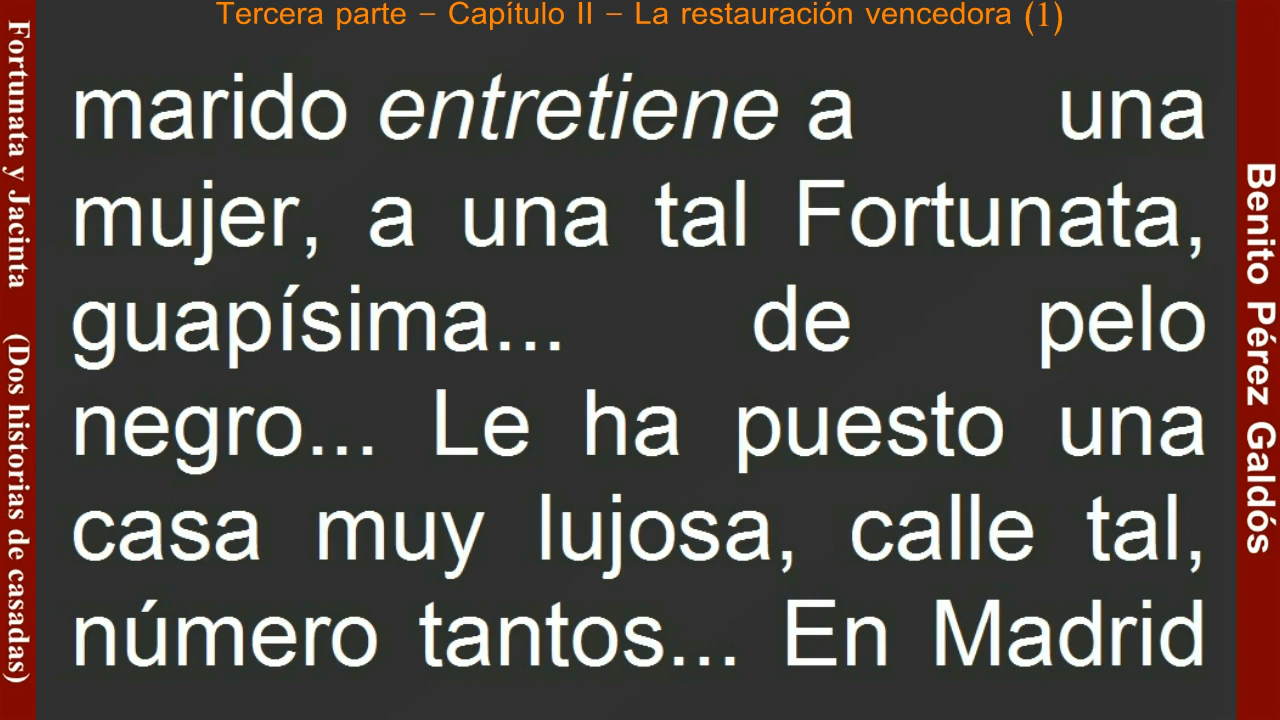 Tercera parte – Capítulo II – La restauración vencedora (1)
Fortunata y Jacinta (Dos historias de casadas)
marido entretiene a una
mujer, a una tal Fortunata,
guapísima... de pelo
negro... Le ha puesto una
casa muy lujosa, calle tal,
número tantos... En Madrid
Benito Pérez Galdós